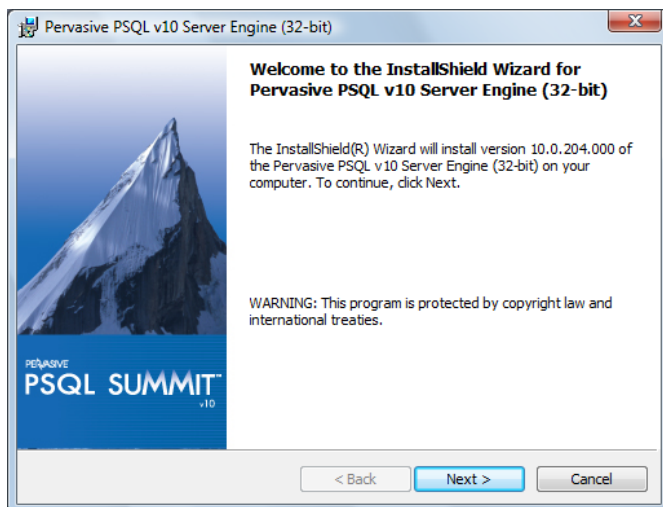 Pervasive PSQL v10 Server Engine (32-bit)
Welcome to the InstallShield Wizard for
Pervasive PSQL v10 Server Engine (32-bit)
The InstallShield(R) Wizard will install version 10.0.204.000 of
the Pervasive PSQL v10 Server Engine (32-bit) on your
computer. To continue, click Next.
WARNING: This program is protected by copyright law and
international treaties.
PERVASIVE
PSQL SUMMIT™
v10
< Back
Next >
Cancel